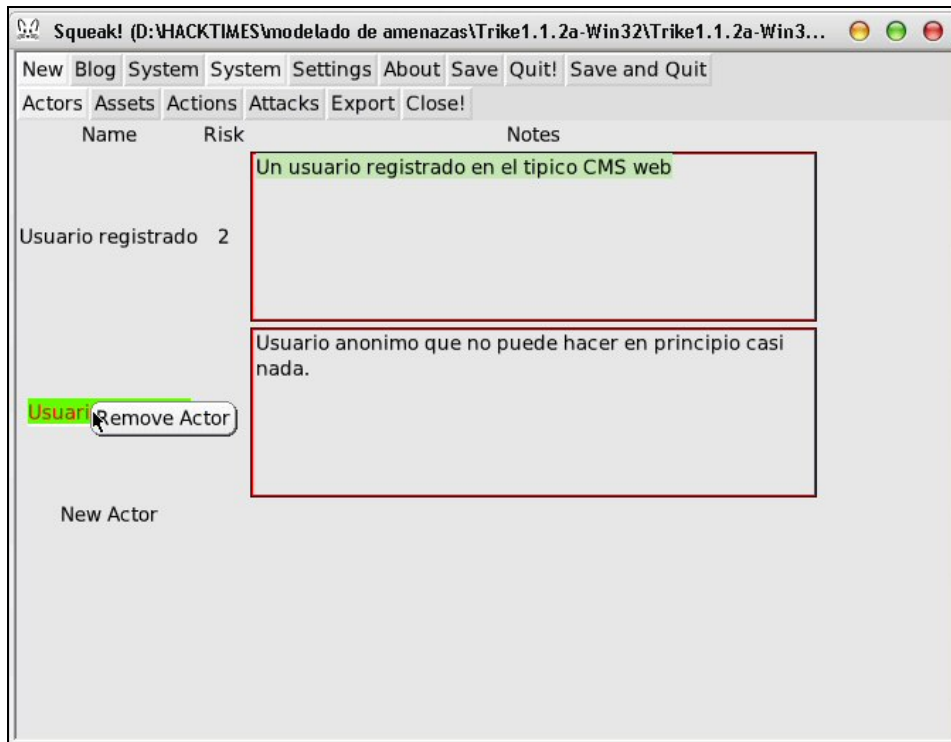 Squeak! (D:\HACKTIMES\modelado de amenazas\Trike1.1.2a-Win32\Trike1.1.2a-Win3...
New Blog System System Settings About Save Quit! Save and Quit
Actors Assets Actions Attacks Export Close!
Name Risk Notes
Un usuario registrado en el tipico CMS web
Usuario registrado 2
Usuario anonimo que no puede hacer en principio casi
nada.
Usuari Remove Actor
New Actor